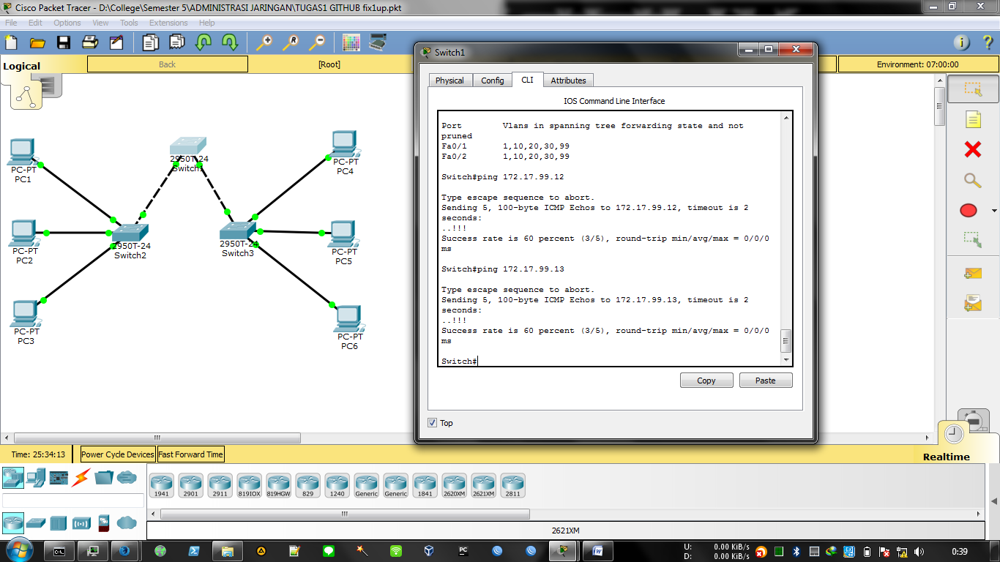 Cisco Packet Tracer - D:\College\Semester 5\ADMINISTRASI JARINGAN\TUGAS1 GITHUB fix1up.pkt
File Edit Options View Tools Extensions Help
Logical
Back
[Root]
Environment: 07:00:00
Switch1
Physical Config CLI Attributes
IOS Command Line Interface
Port Vlans in spanning tree forwarding state and not
pruned
Fa0/1 1,10,20,30,99
Fa0/2 1,10,20,30,99
Switch#ping 172.17.99.12
Type escape sequence to abort.
Sending 5, 100-byte ICMP Echos to 172.17.99.12, timeout is 2
seconds:
..!!!
Success rate is 60 percent (3/5), round-trip min/avg/max = 0/0/0
ms
Switch#ping 172.17.99.13
Type escape sequence to abort.
Sending 5, 100-byte ICMP Echos to 172.17.99.13, timeout is 2
seconds:
..!!!
Success rate is 60 percent (3/5), round-trip min/avg/max = 0/0/0
ms
Switch#
Copy Paste
Top
PC-PT
PC1
2950T-24
Switch1
PC-PT
PC4
PC-PT
PC2
2950T-24
Switch2
2950T-24
Switch3
PC-PT
PC5
PC-PT
PC3
PC-PT
PC6
Time: 25:34:13
Power Cycle Devices
Fast Forward Time
Realtime
1941 2901 2911 819IOX 819HGW 829 1240 Generic Generic 1841 2620XM 2621XM 2811
2621XM
U: 0.00 KiB/s
D: 0.00 KiB/s
0:39